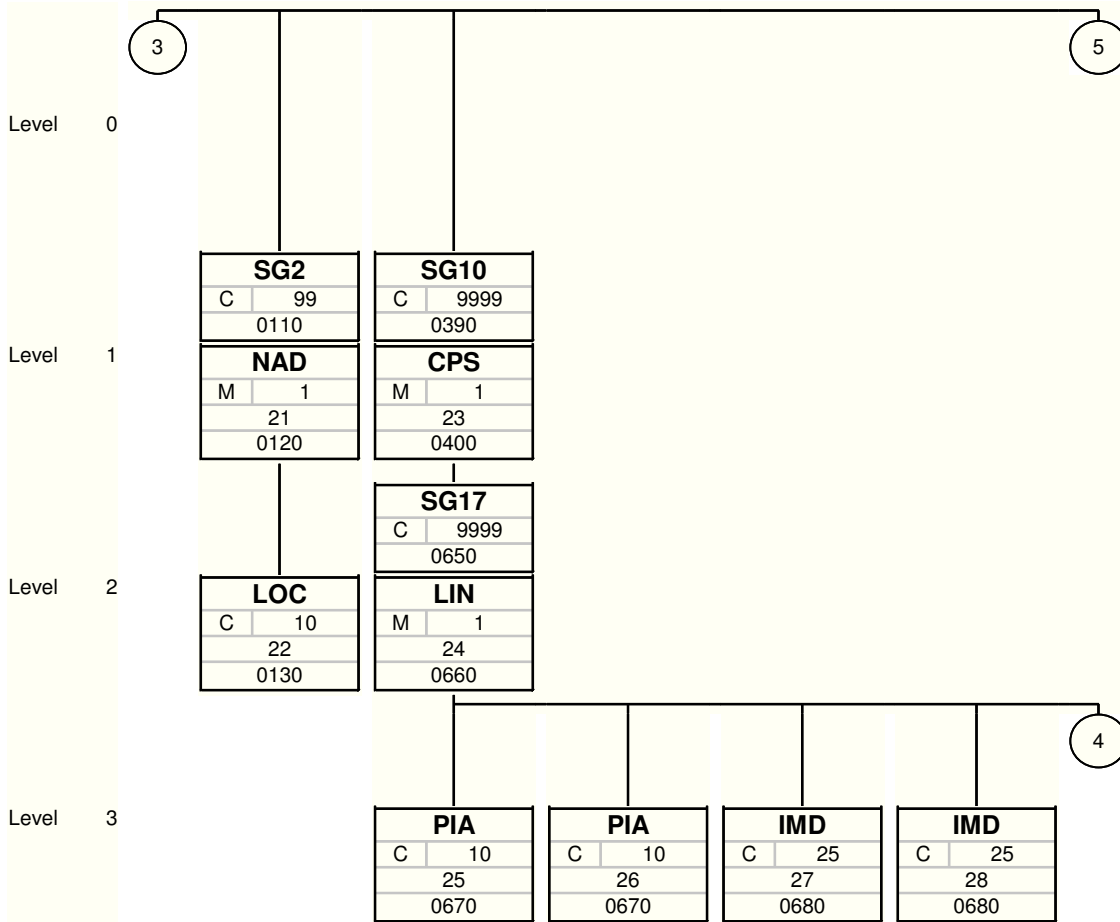 3 5
Level 0
SG2 SG10
C 99 C 9999
0110 0390
Level 1
NAD CPS
M 1 M 1
21 23
0120 0400
SG17
C 9999
0650
Level 2
LOC LIN
C 10 M 1
22 24
0130 0660
4
Level 3
PIA PIA IMD IMD
C 10 C 10 C 25 C 25
25 26 27 28
0670 0670 0680 0680